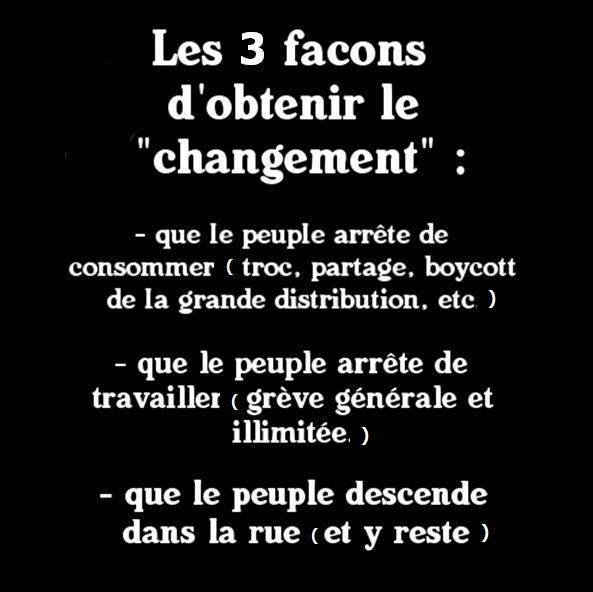 Les 3 facons
d'obtenir le
"changement" :
- que le peuple arrête de
consommer ( troc, partage, boycott
de la grande distribution, etc. )
- que le peuple arrête de
travailler ( grève générale et
illimitée. )
- que le peuple descende
dans la rue ( et y reste )